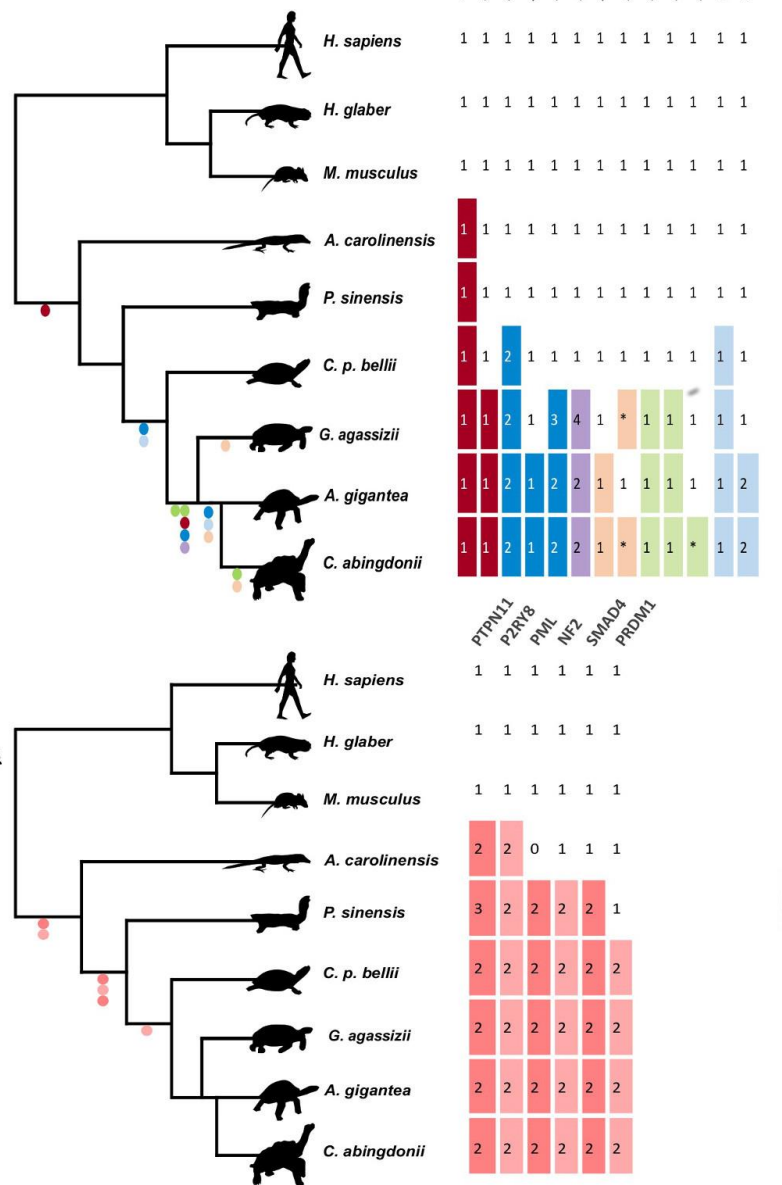 H. sapiens 1 1 1 1 1 1 1 1 1 1 1 1 1
H. glaber 1 1 1 1 1 1 1 1 1 1 1 1 1
M. musculus 1 1 1 1 1 1 1 1 1 1 1 1 1
A. carolinensis 1 1 1 1 1 1 1 1 1 1 1 1 1
P. sinensis 1 1 1 1 1 1 1 1 1 1 1 1 1
C. p. bellii 1 1 2 1 1 1 1 1 1 1 1 1 1
G. agassizii 1 1 2 1 3 4 1 * 1 1 1 1 1
A. gigantea 1 1 2 1 2 2 1 1 1 1 1 1 2
C. abingdonii 1 1 2 1 2 2 1 * 1 1 * 1 2
PTPN11 P2RY8 PML NF2 SMAD4 PRDM1
H. sapiens 1 1 1 1 1 1
H. glaber 1 1 1 1 1 1
M. musculus 1 1 1 1 1 1
A. carolinensis 2 2 0 1 1 1
P. sinensis 3 2 2 2 2 1
C. p. bellii 2 2 2 2 2 2
G. agassizii 2 2 2 2 2 2
A. gigantea 2 2 2 2 2 2
C. abingdonii 2 2 2 2 2 2